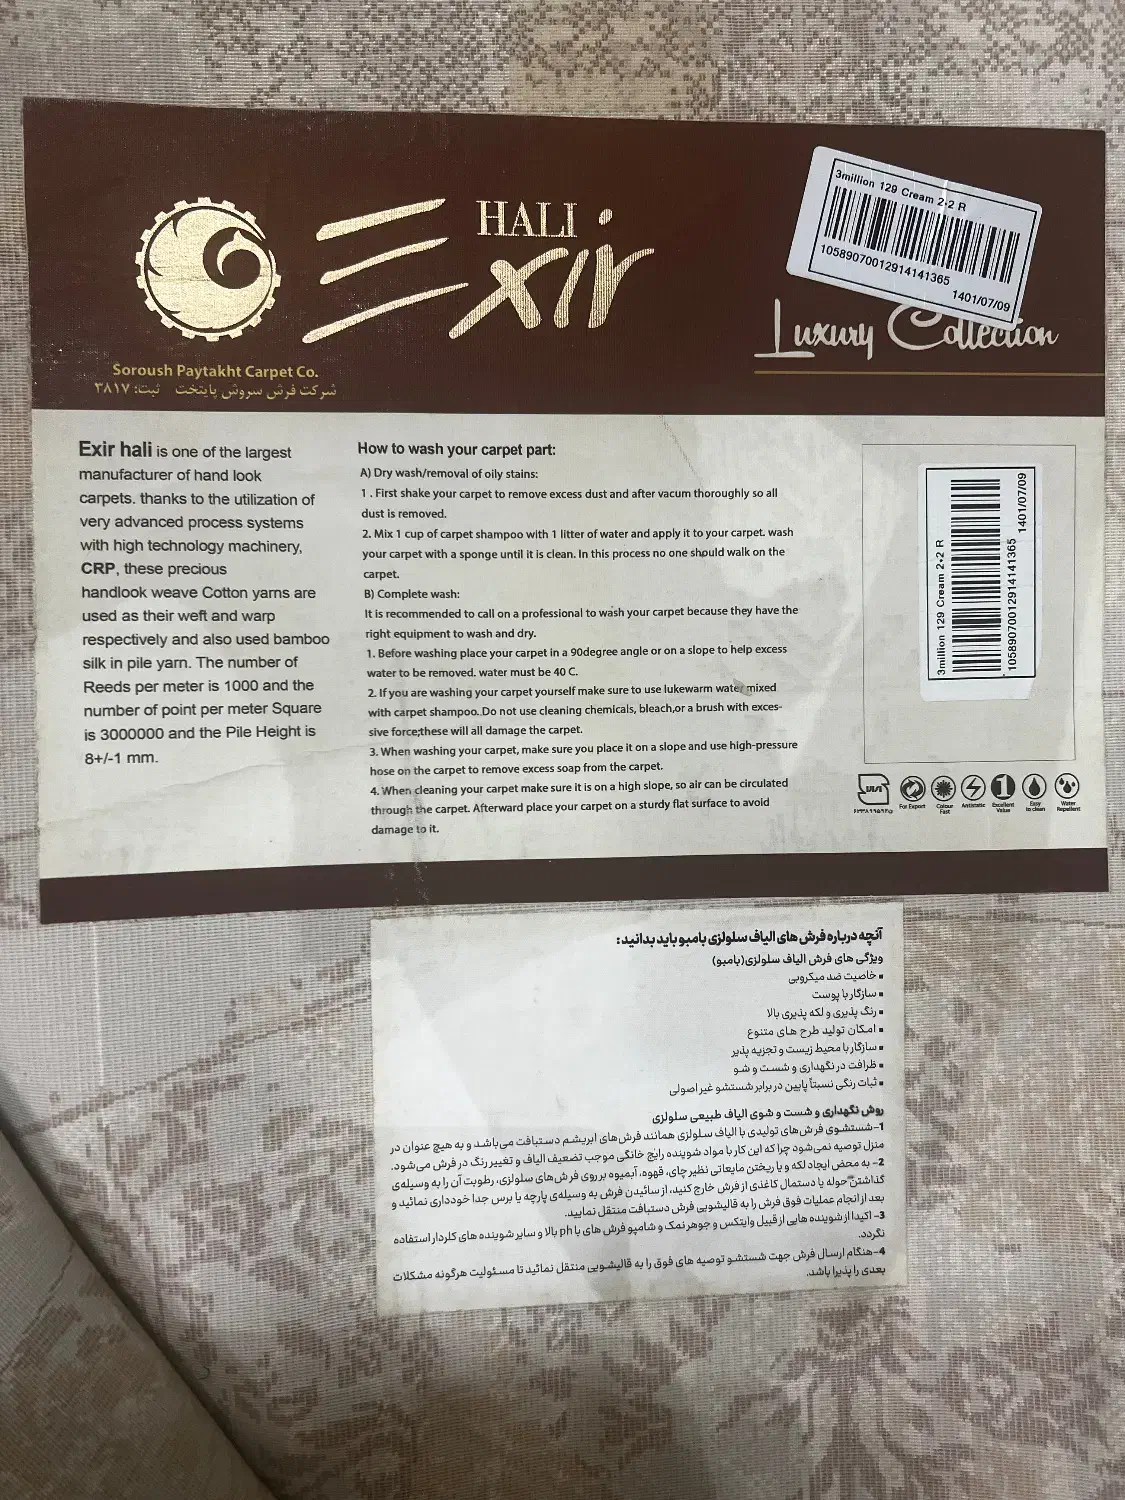 HALI
Exir
Soroush Paytakht Carpet Co.
شرکت فرش سروش پایتخت ثبت: ۳۸۱۷
3million 129 Cream 2*2 R
10589070012914141365
1401/07/09
Luxury Collection
Exir hali is one of the largest
manufacturer of hand look
carpets. thanks to the utilization of
very advanced process systems
with high technology machinery,
CRP, these precious
handlook weave Cotton yarns are
used as their weft and warp
respectively and also used bamboo
silk in pile yarn. The number of
Reeds per meter is 1000 and the
number of point per meter Square
is 3000000 and the Pile Height is
8+/-1 mm.
How to wash your carpet part:
A) Dry wash/removal of oily stains:
1 . First shake your carpet to remove excess dust and after vacum thoroughly so all
dust is removed.
2. Mix 1 cup of carpet shampoo with 1 litter of water and apply it to your carpet. wash
your carpet with a sponge until it is clean. In this process no one should walk on the
carpet.
B) Complete wash:
It is recommended to call on a professional to wash your carpet because they have the
right equipment to wash and dry.
1. Before washing place your carpet in a 90degree angle or on a slope to help excess
water to be removed. water must be 40 C.
2. If you are washing your carpet yourself make sure to use lukewarm water mixed
with carpet shampoo. Do not use cleaning chemicals, bleach,or a brush with exces-
sive force;these will all damage the carpet.
3. When washing your carpet, make sure you place it on a slope and use high-pressure
hose on the carpet to remove excess soap from the carpet.
4. When cleaning your carpet make sure it is on a high slope, so air can be circulated
through the carpet. Afterward place your carpet on a sturdy flat surface to avoid
damage to it.
3million 129 Cream 2*2 R
10589070012914141365
1401/07/09
For Export
Colour
Fast
Antistatic
Excellent
Value
Easy
to clean
Water
Repellent
آنچه درباره فرش های الیاف سلولزی بامبو باید بدانید:
ویژگی های فرش الیاف سلولزی(بامبو)
▪ خاصیت ضد میکروبی
▪ سازگار با پوست
▪ رنگ پذیری و لکه پذیری بالا
▪ امکان تولید طرح های متنوع
▪ سازگار با محیط زیست و تجزیه پذیر
▪ ظرافت در نگهداری و شست و شو
▪ ثبات رنگی نسبتاً پایین در برابر شستشو غیر اصولی
روش نگهداری و شست و شوی الیاف طبیعی سلولزی
1-شستشوی فرش های تولیدی با الیاف سلولزی همانند فرش های ابریشم دستبافت می باشد و به هیچ عنوان در
منزل توصیه نمی شود چرا که این کار با مواد شوینده رایج خانگی موجب تضعیف الیاف و تغییر رنگ در فرش می شود.
2- به محض ایجاد لکه و یا ریختن مایعاتی نظیر چای، قهوه، آبمیوه بر روی فرش های سلولزی، رطوبت آن را به وسیله‌ی
گذاشتن حوله یا دستمال کاغذی از فرش خارج کنید، از سائیدن فرش به وسیله‌ی پارچه یا برس جدا خودداری نمائید و
بعد از انجام عملیات فوق فرش را به قالیشویی فرش دستبافت منتقل نمایید.
3- اکیدا از شوینده هایی از قبیل وایتکس و جوهر نمک و شامپو فرش های با ph بالا و سایر شوینده های کلردار استفاده
نگردد.
4-هنگام ارسال فرش جهت شستشو توصیه های فوق را به قالیشویی منتقل نمائید تا مسئولیت هرگونه مشکلات
بعدی را پذیرا باشد.